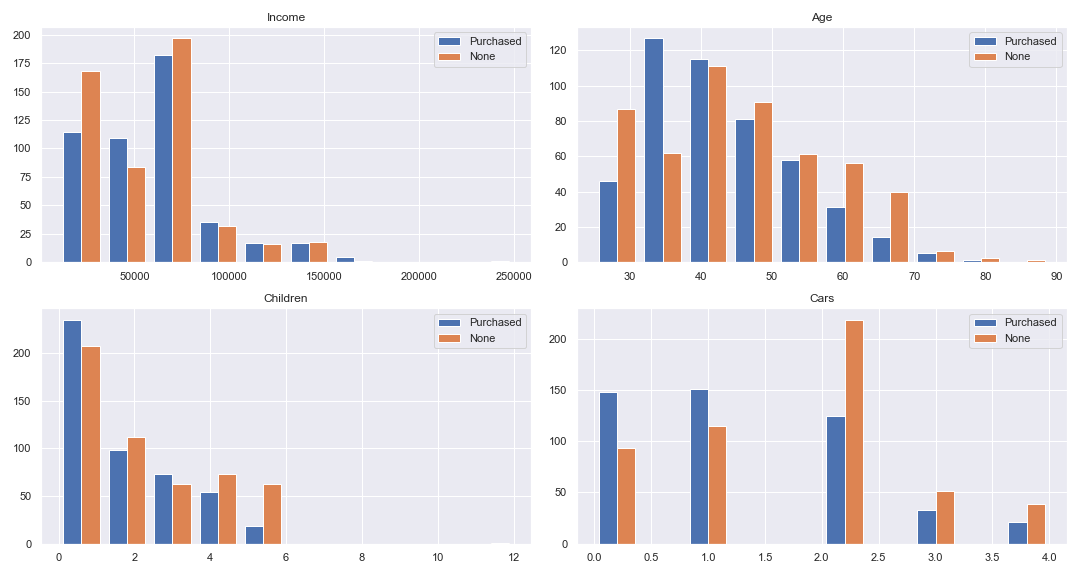 Income
Purchased
None
200
175
150
125
100
75
50
25
0
50000 100000 150000 200000 250000
Age
Purchased
None
120
100
80
60
40
20
0
30 40 50 60 70 80 90
Children
Purchased
None
200
150
100
50
0
0 2 4 6 8 10 12
Cars
Purchased
None
200
150
100
50
0
0.0 0.5 1.0 1.5 2.0 2.5 3.0 3.5 4.0